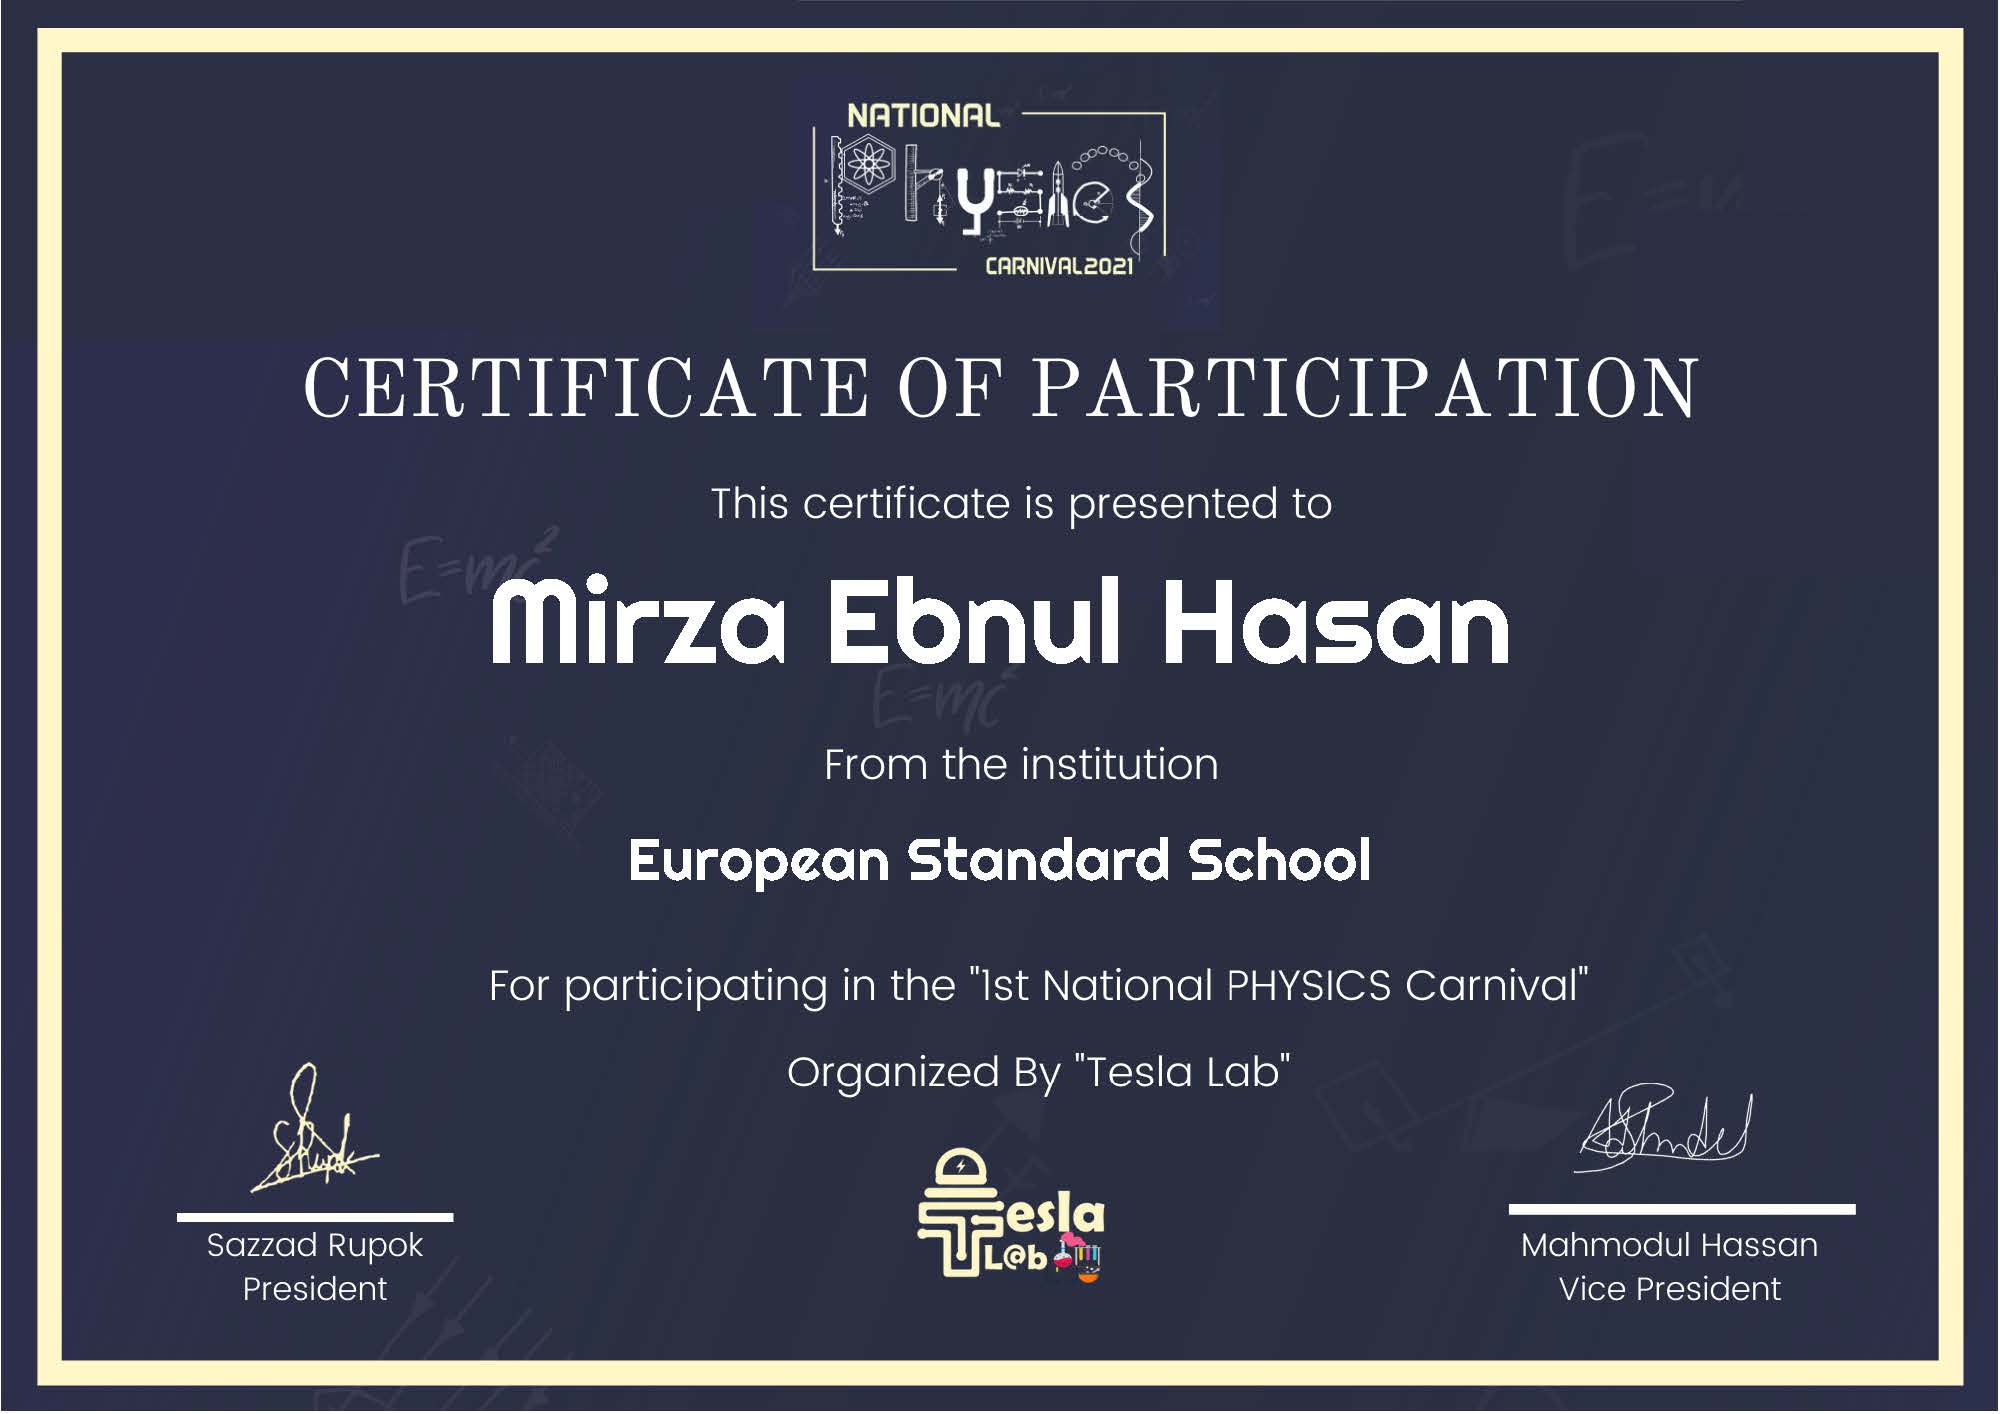 NATIONAL
Physics
CARNIVAL2021
CERTIFICATE OF PARTICIPATION
This certificate is presented to
E=mc²
Mirza Ebnul Hasan
E=mc²
From the institution
European Standard School
For participating in the "1st National PHYSICS Carnival"
Organized By "Tesla Lab"
Tesla
L@b
Sazzad Rupok
President
Mahmodul Hassan
Vice President